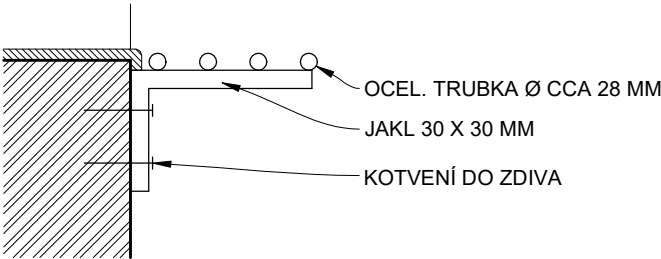 OCEL. TRUBKA Ø CCA 28 MM
JAKL 30 X 30 MM
KOTVENÍ DO ZDIVA